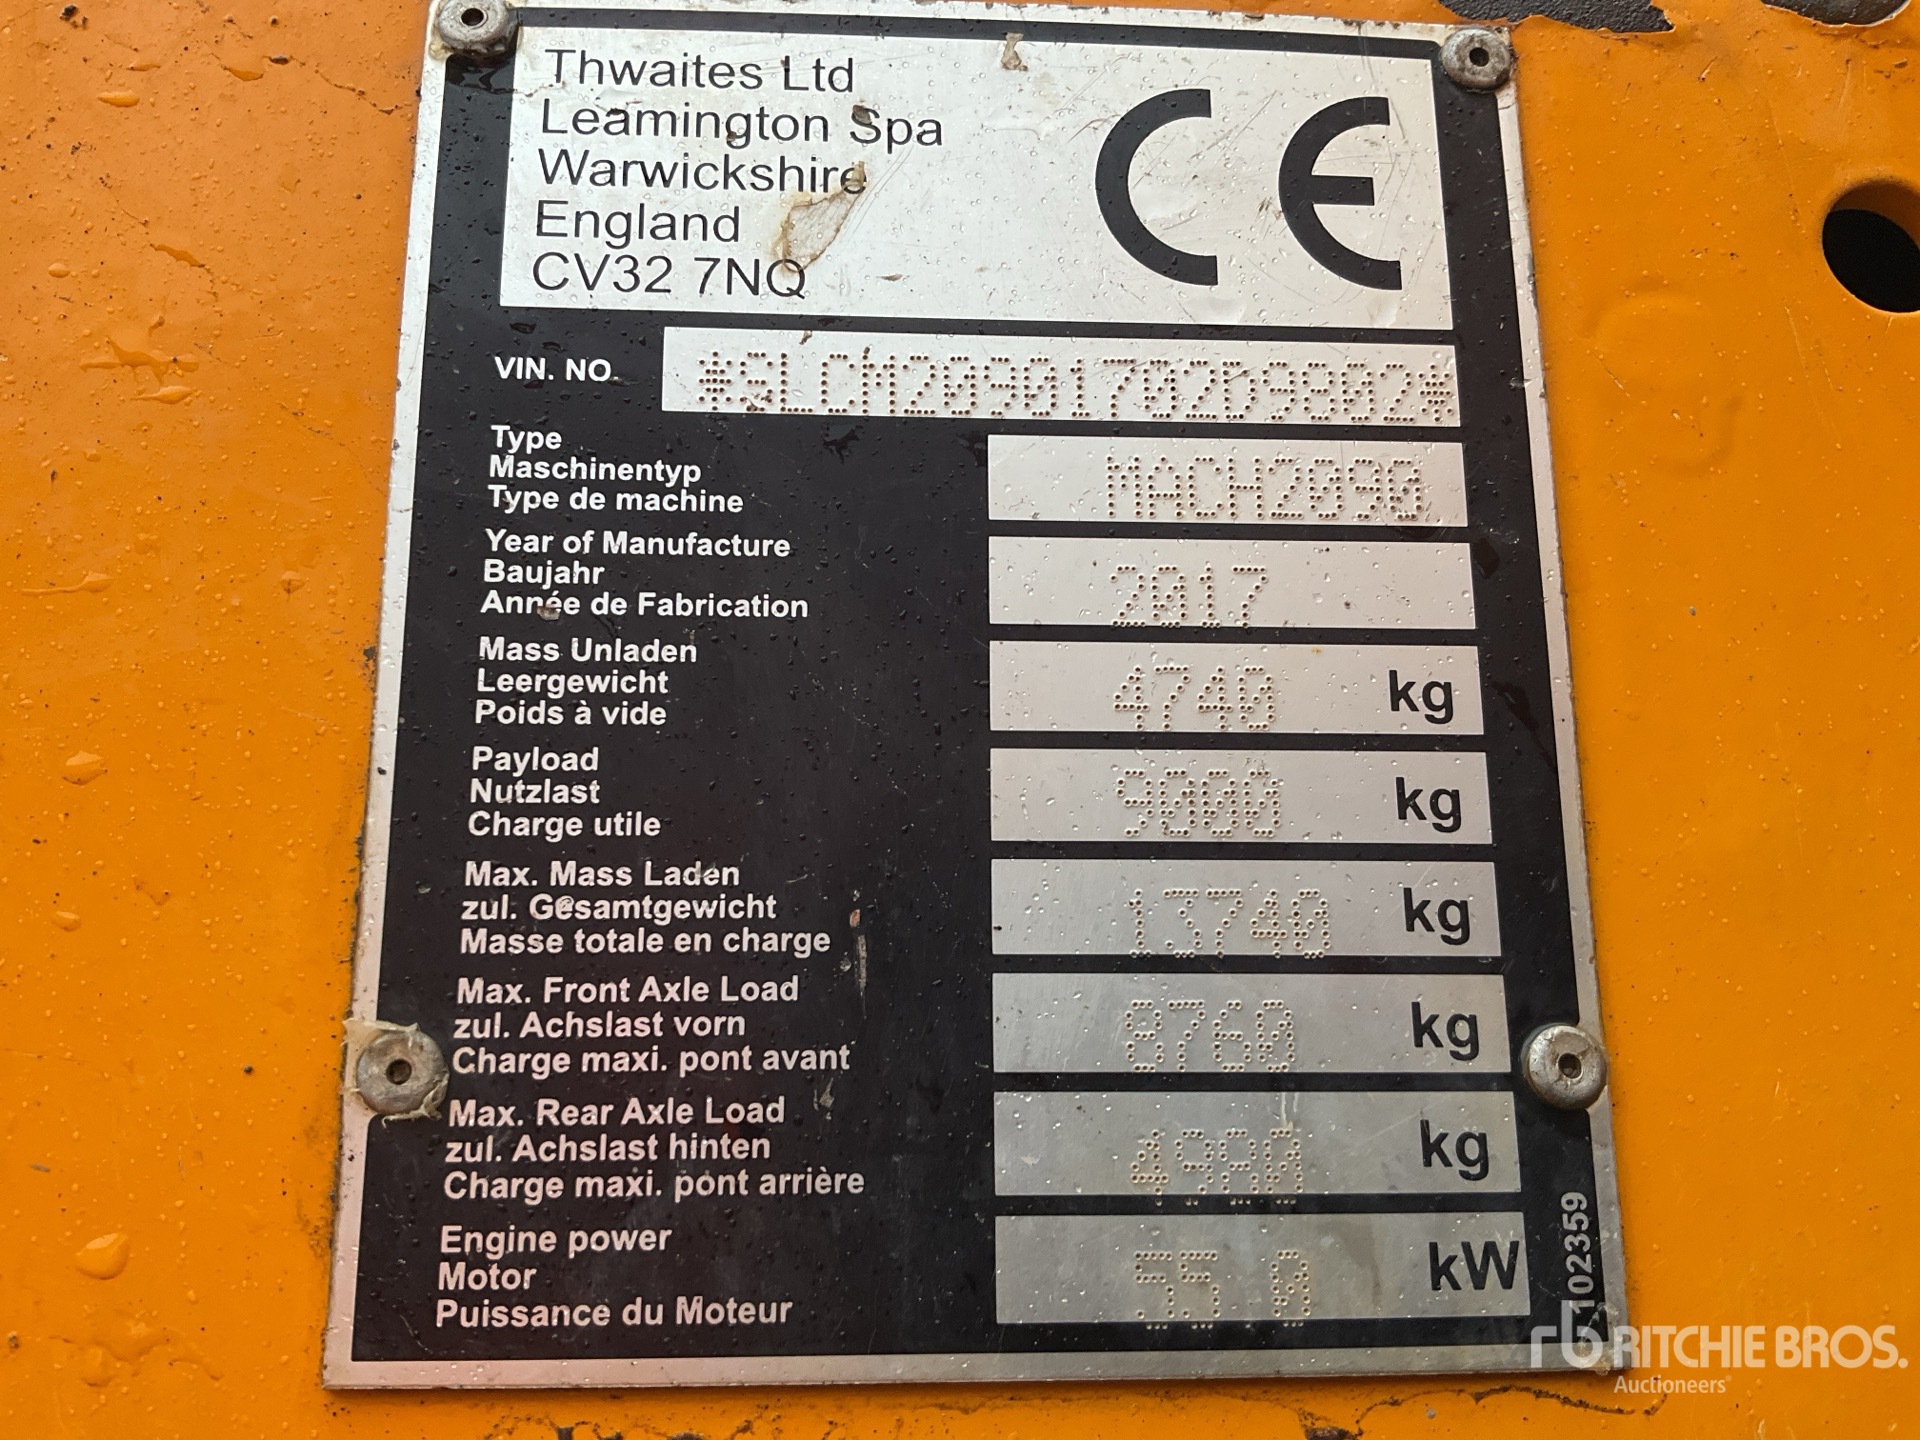 Thwaites Ltd
Leamington Spa
Warwickshire
England
CV32 7NQ
CE
VIN. NO. *SLCM20901702D9802*
Type
Maschinentyp
Type de machine
MACH2090
Year of Manufacture
Baujahr
Année de Fabrication
2017
Mass Unladen
Leergewicht
Poids à vide
4740 kg
Payload
Nutzlast
Charge utile
9000 kg
Max. Mass Laden
zul. Gesamtgewicht
Masse totale en charge
13740 kg
Max. Front Axle Load
zul. Achslast vorn
Charge maxi. pont avant
8760 kg
Max. Rear Axle Load
zul. Achslast hinten
Charge maxi. pont arrière
4980 kg
Engine power
Motor
Puissance du Moteur
55.0 kW
102359
rb RITCHIE BROS.
Auctioneers